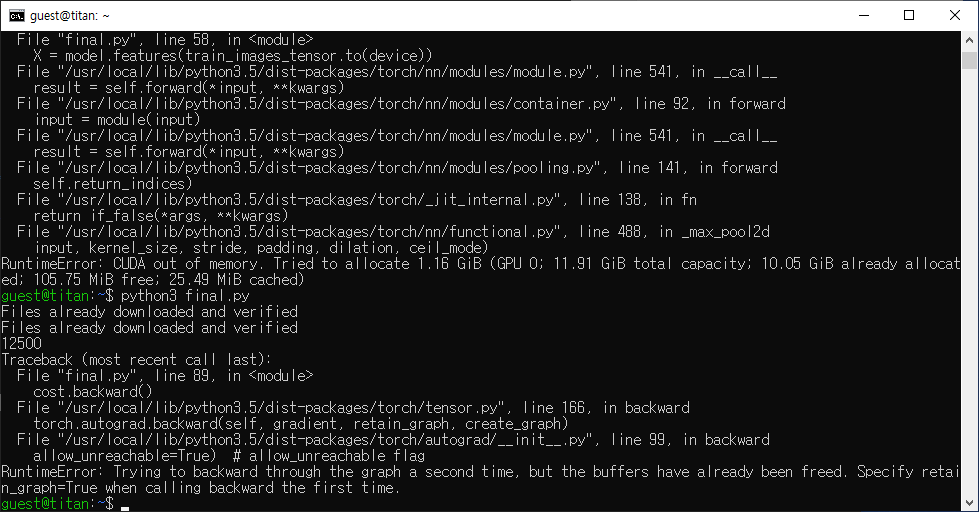 guest@titan: ~
File "final.py", line 58, in <module>
X = model.features(train_images_tensor.to(device))
File "/usr/local/lib/python3.5/dist-packages/torch/nn/modules/module.py", line 541, in __call__
result = self.forward(*input, **kwargs)
File "/usr/local/lib/python3.5/dist-packages/torch/nn/modules/container.py", line 92, in forward
input = module(input)
File "/usr/local/lib/python3.5/dist-packages/torch/nn/modules/module.py", line 541, in __call__
result = self.forward(*input, **kwargs)
File "/usr/local/lib/python3.5/dist-packages/torch/nn/modules/pooling.py", line 141, in forward
self.return_indices)
File "/usr/local/lib/python3.5/dist-packages/torch/_jit_internal.py", line 138, in fn
return if_false(*args, **kwargs)
File "/usr/local/lib/python3.5/dist-packages/torch/nn/functional.py", line 488, in _max_pool2d
input, kernel_size, stride, padding, dilation, ceil_mode)
RuntimeError: CUDA out of memory. Tried to allocate 1.16 GiB (GPU 0; 11.91 GiB total capacity; 10.05 GiB already allocat
ed; 105.75 MiB free; 25.49 MiB cached)
guest@titan:~$ python3 final.py
Files already downloaded and verified
Files already downloaded and verified
12500
Traceback (most recent call last):
File "final.py", line 89, in <module>
cost.backward()
File "/usr/local/lib/python3.5/dist-packages/torch/tensor.py", line 166, in backward
torch.autograd.backward(self, gradient, retain_graph, create_graph)
File "/usr/local/lib/python3.5/dist-packages/torch/autograd/__init__.py", line 99, in backward
allow_unreachable=True)  # allow_unreachable flag
RuntimeError: Trying to backward through the graph a second time, but the buffers have already been freed. Specify retai
n_graph=True when calling backward the first time.
guest@titan:~$